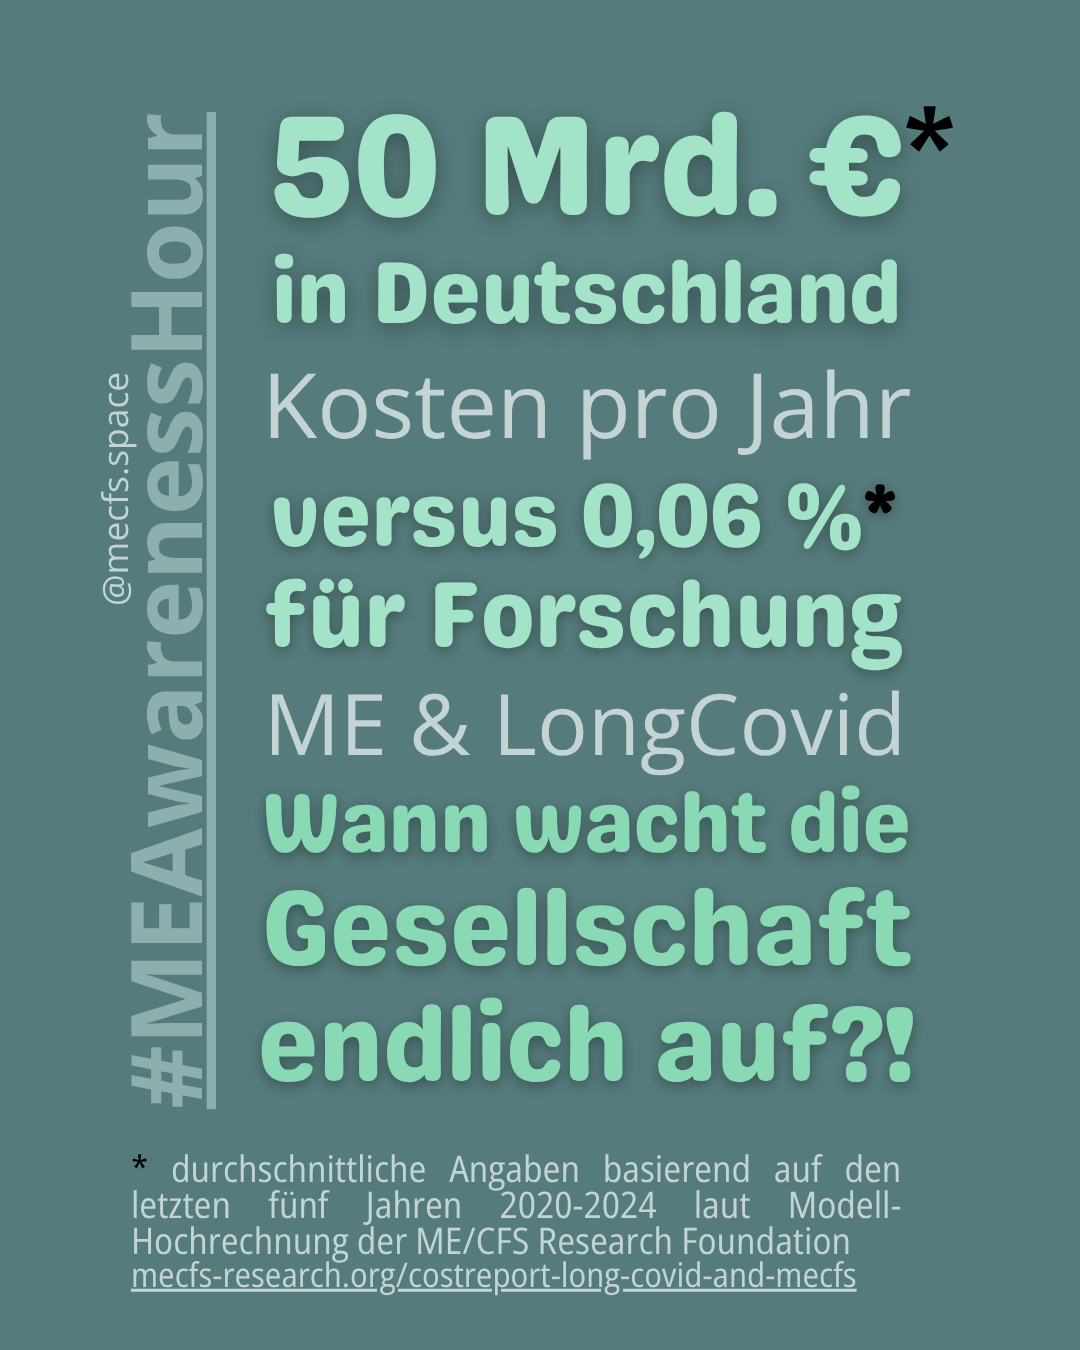 #MEAwarenessHour
@mecfs.space
50 Mrd. €*
in Deutschland
Kosten pro Jahr
versus 0,06 %*
für Forschung
ME & LongCovid
Wann wacht die
Gesellschaft
endlich auf?!
* durchschnittliche Angaben basierend auf den
letzten fünf Jahren 2020-2024 laut Modell-
Hochrechnung der ME/CFS Research Foundation
mecfs-research.org/costreport-long-covid-and-mecfs